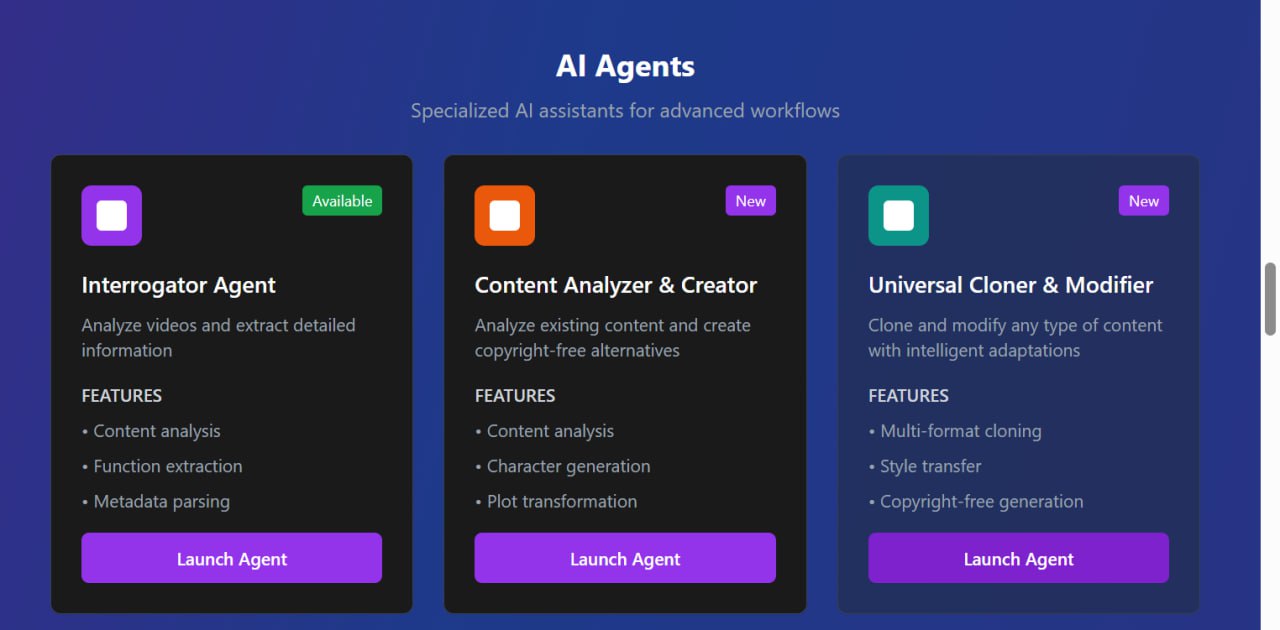 AI Agents
Specialized AI assistants for advanced workflows
Available
Interrogator Agent
Analyze videos and extract detailed
information
FEATURES
• Content analysis
• Function extraction
• Metadata parsing
Launch Agent
New
Content Analyzer & Creator
Analyze existing content and create
copyright-free alternatives
FEATURES
• Content analysis
• Character generation
• Plot transformation
Launch Agent
New
Universal Cloner & Modifier
Clone and modify any type of content
with intelligent adaptations
FEATURES
• Multi-format cloning
• Style transfer
• Copyright-free generation
Launch Agent